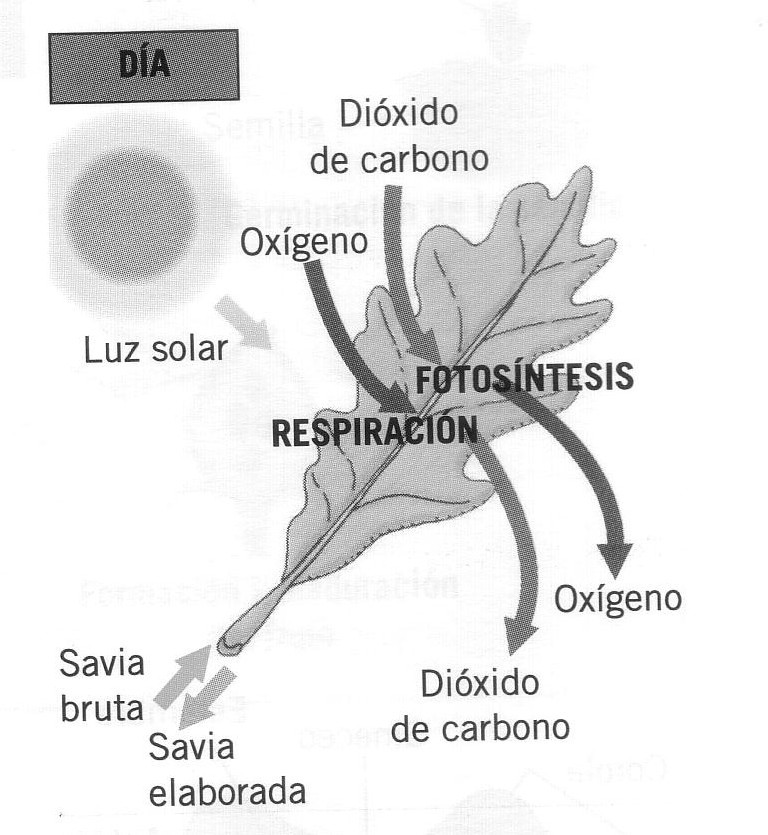 DÍA
Dióxido
de carbono
Oxígeno
Luz solar
FOTOSÍNTESIS
RESPIRACIÓN
Oxígeno
Dióxido
de carbono
Savia
bruta
Savia
elaborada